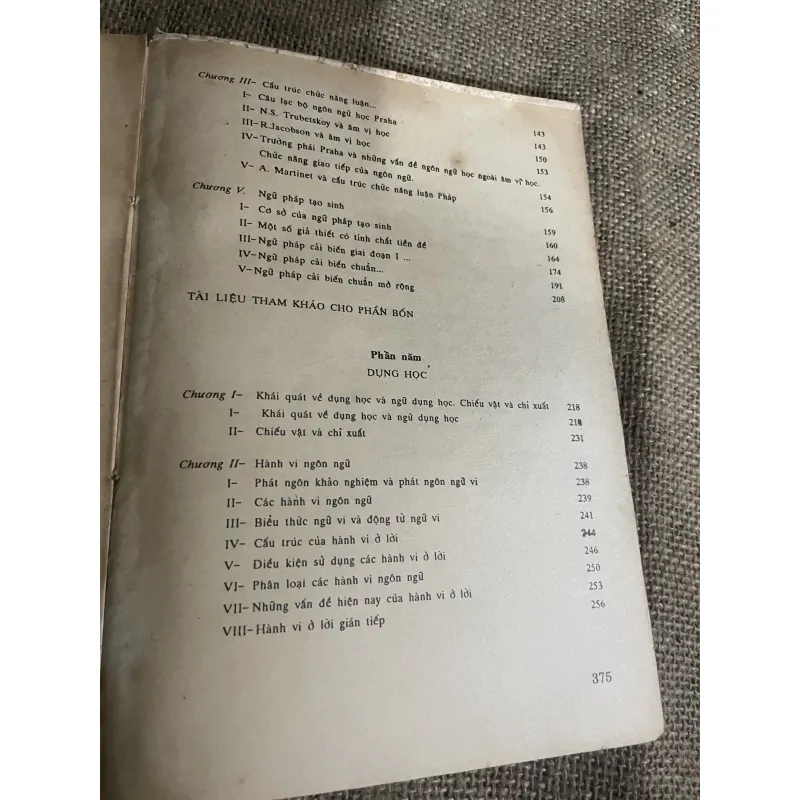 Chương III- Cấu trúc chức năng luận...
I- Câu lạc bộ ngôn ngữ học Praha 143
II- N.S. Trubetskoy và âm vị học 143
III-R.Jacobson và âm vị học 150
IV-Trường phái Praha và những vấn đề ngôn ngữ học ngoài âm vị học. 153
Chức năng giao tiếp của ngôn ngữ. 154
V- A. Martinet và cấu trúc chức năng luận Pháp 156
Chương V. Ngữ pháp tạo sinh 159
I- Cơ sở của ngữ pháp tạo sinh 160
II- Một số giả thiết có tính chất tiền đề 164
III-Ngữ pháp cải biến giai đoạn I ... 174
IV-Ngữ pháp cải biến chuẩn... 191
V-Ngữ pháp cải biến chuẩn mở rộng 208
TÀI LIỆU THAM KHẢO CHO PHẦN BỐN
Phần năm
DỤNG HỌC
Chương I- Khái quát về dụng học và ngữ dụng học. Chiếu vật và chỉ xuất 218
I- Khái quát về dụng học và ngữ dụng học 218
II- Chiếu vật và chỉ xuất 231
Chương II- Hành vi ngôn ngữ 238
I- Phát ngôn khảo nghiệm và phát ngôn ngữ vi 238
II- Các hành vi ngôn ngữ 239
III- Biểu thức ngữ vi và động từ ngữ vi 241
IV- Cấu trúc của hành vi ở lời 244
V- Điều kiện sử dụng các hành vi ở lời 246
VI- Phân loại các hành vi ngôn ngữ 250
VII-Những vấn đề hiện nay của hành vi ở lời 253
VIII-Hành vi ở lời gián tiếp 256
375